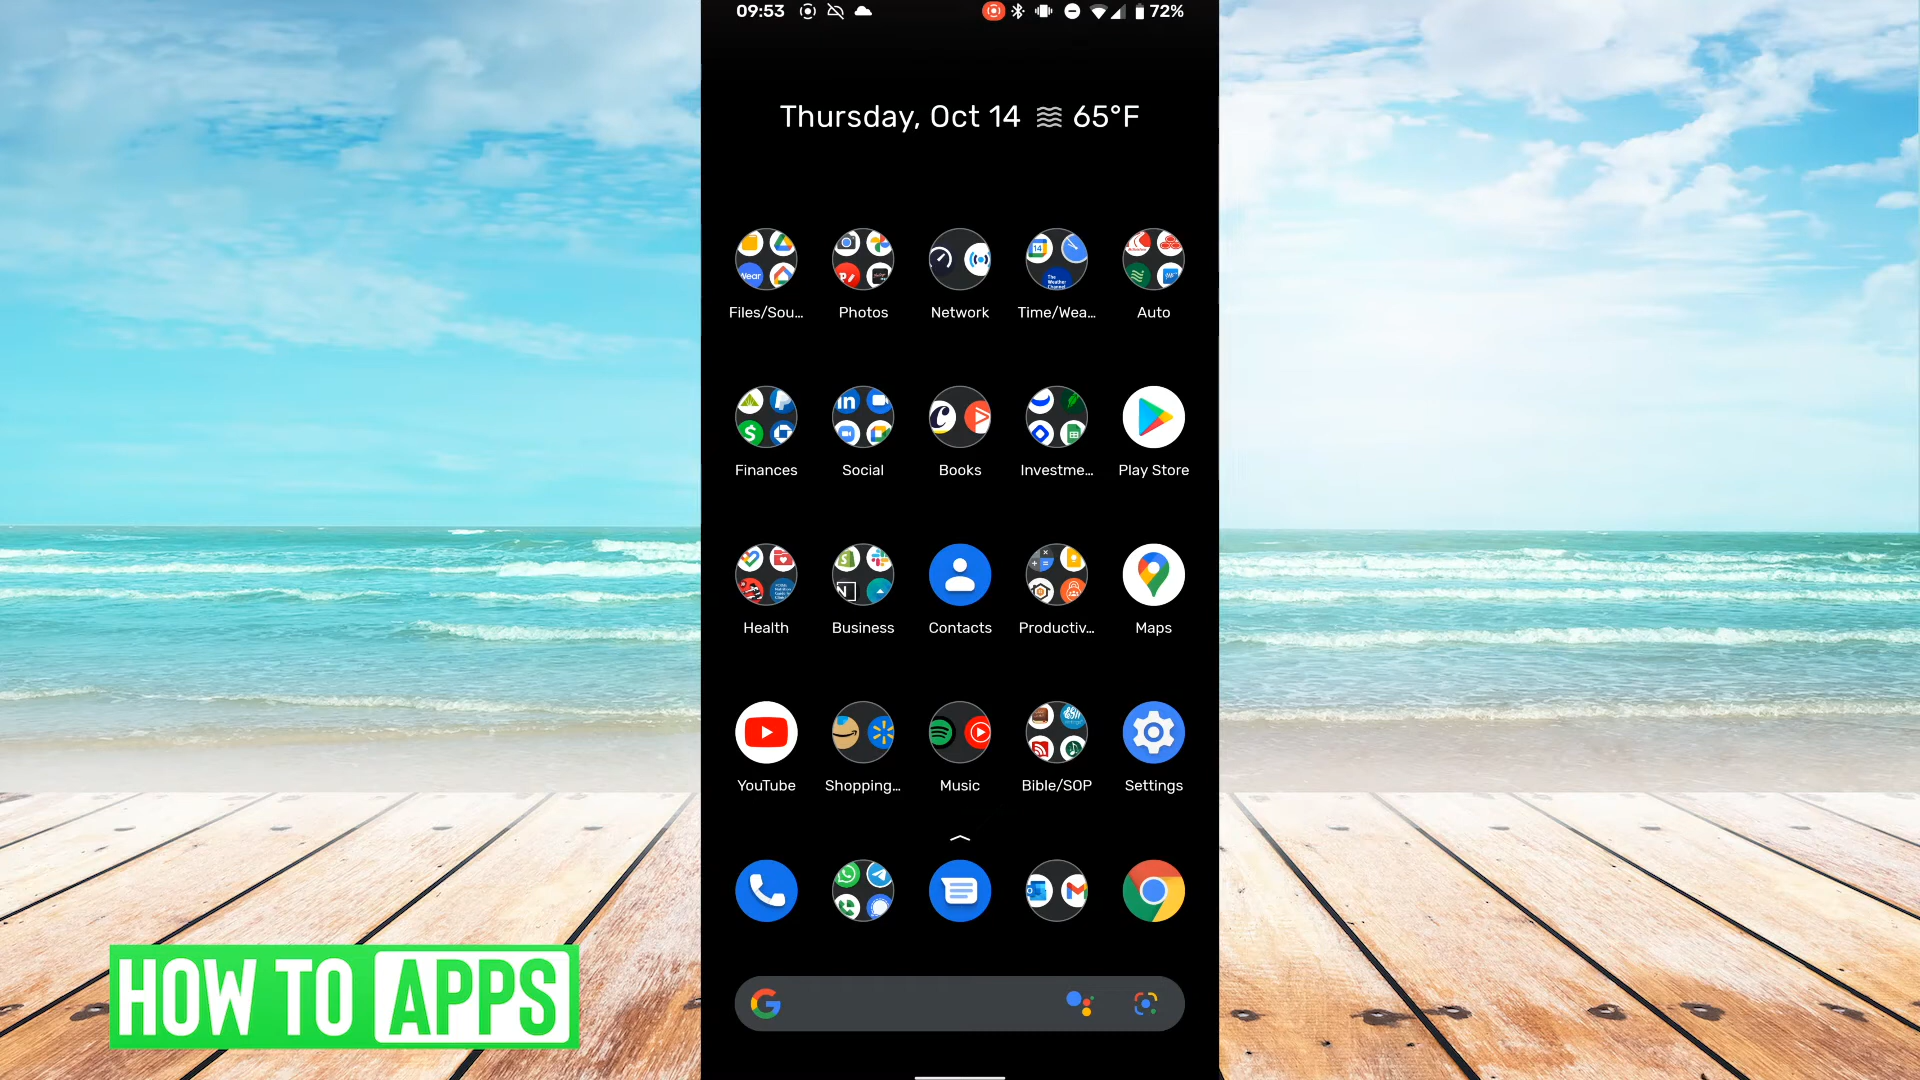 09:53
72%
Thursday, Oct 14 65°F
Files/Sou...
Photos
Network
Time/Wea...
Auto
Finances
Social
Books
Investme...
Play Store
Health
Business
Contacts
Productiv...
Maps
YouTube
Shopping...
Music
Bible/SOP
Settings
HOW TO APPS